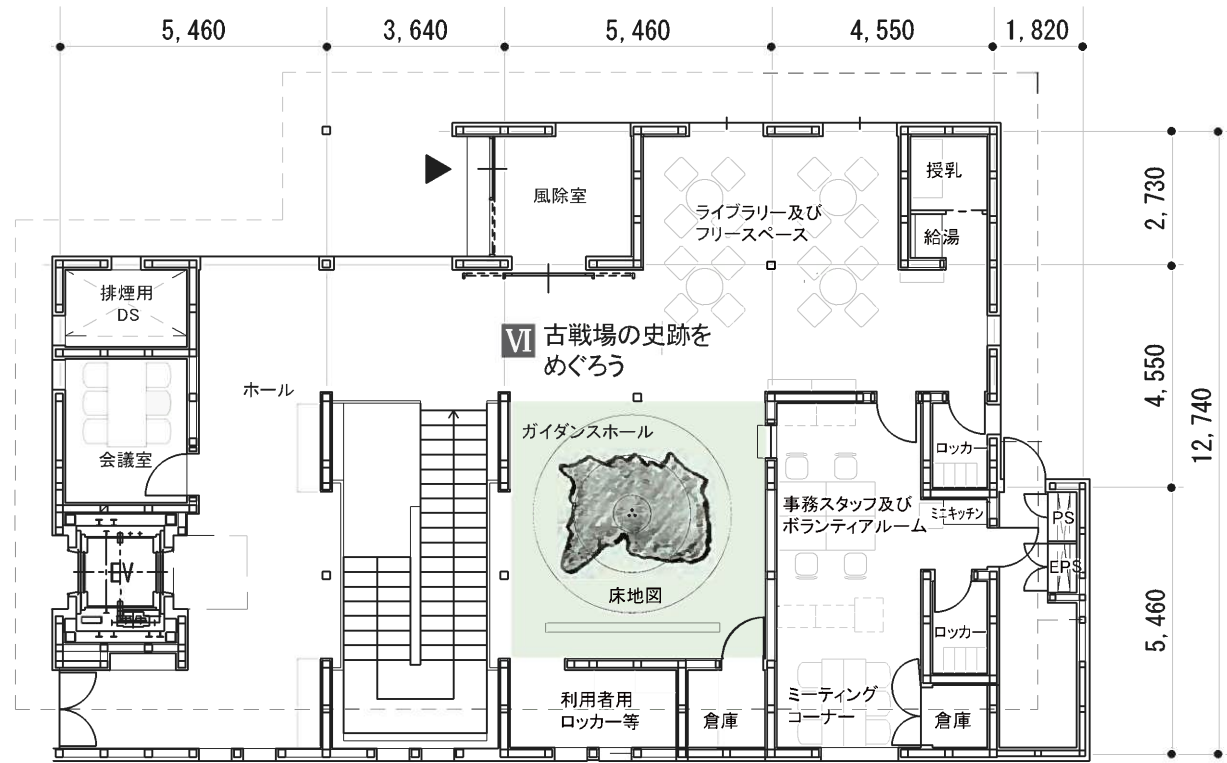 5,460
3,640
5,460
4,550
1,820
2,730
4,550
12,740
5,460
風除室
授乳
ライブラリー及び
フリースペース
給湯
排煙用
DS
Ⅵ 古戦場の史跡を
めぐろう
ホール
会議室
ガイダンスホール
ロッカー
事務スタッフ及び
ボランティアルーム
ミニキッチン
PS
EPS
EV
床地図
ロッカー
利用者用
ロッカー等
倉庫
ミーティング
コーナー
倉庫